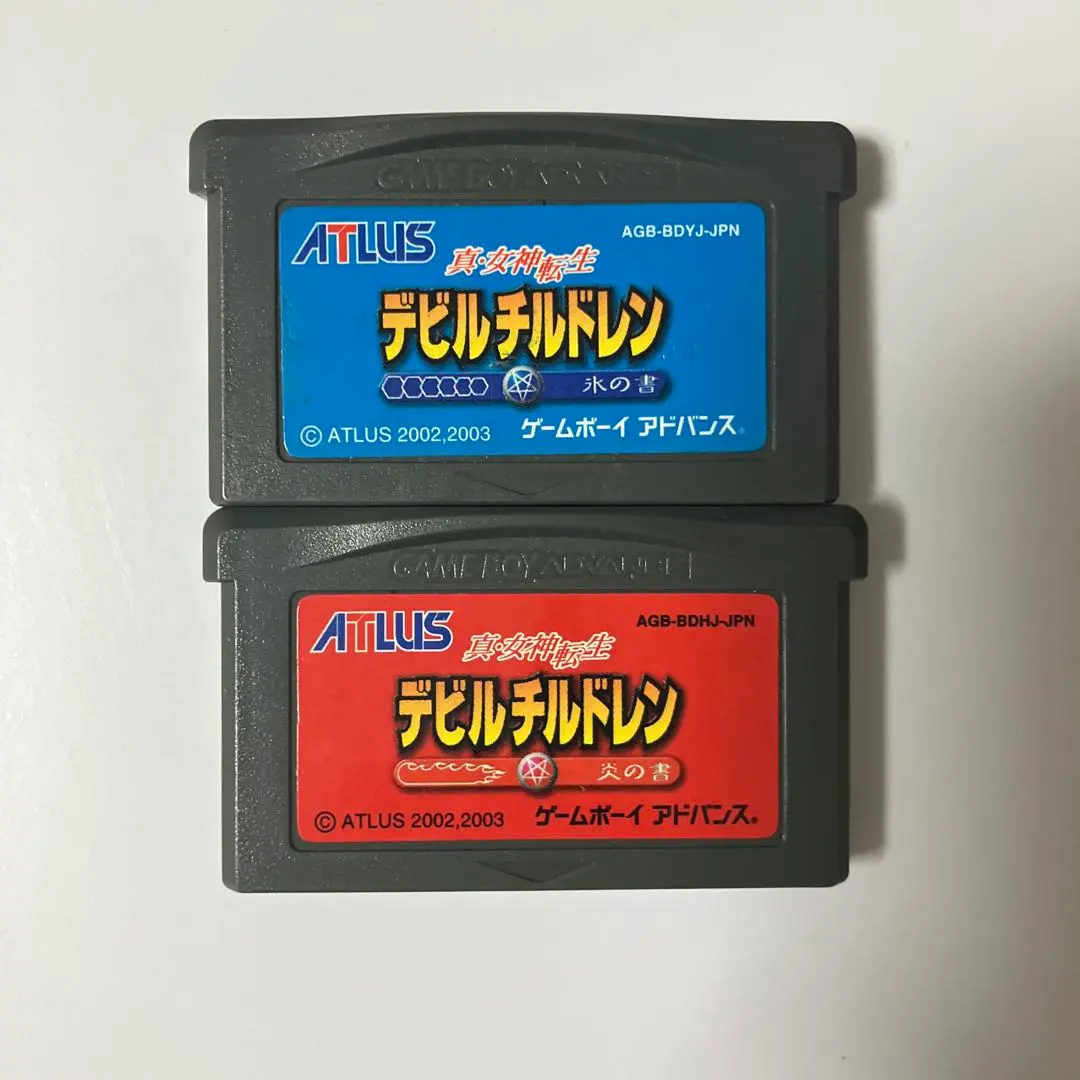 GAME BOY ADVANCE
ATLUS
AGB-BDYJ-JPN
真・女神転生
デビルチルドレン
氷の書
© ATLUS 2002,2003 ゲームボーイ アドバンス®
GAME BOY ADVANCE
ATLUS
AGB-BDHJ-JPN
真・女神転生
デビルチルドレン
炎の書
© ATLUS 2002,2003 ゲームボーイ アドバンス®